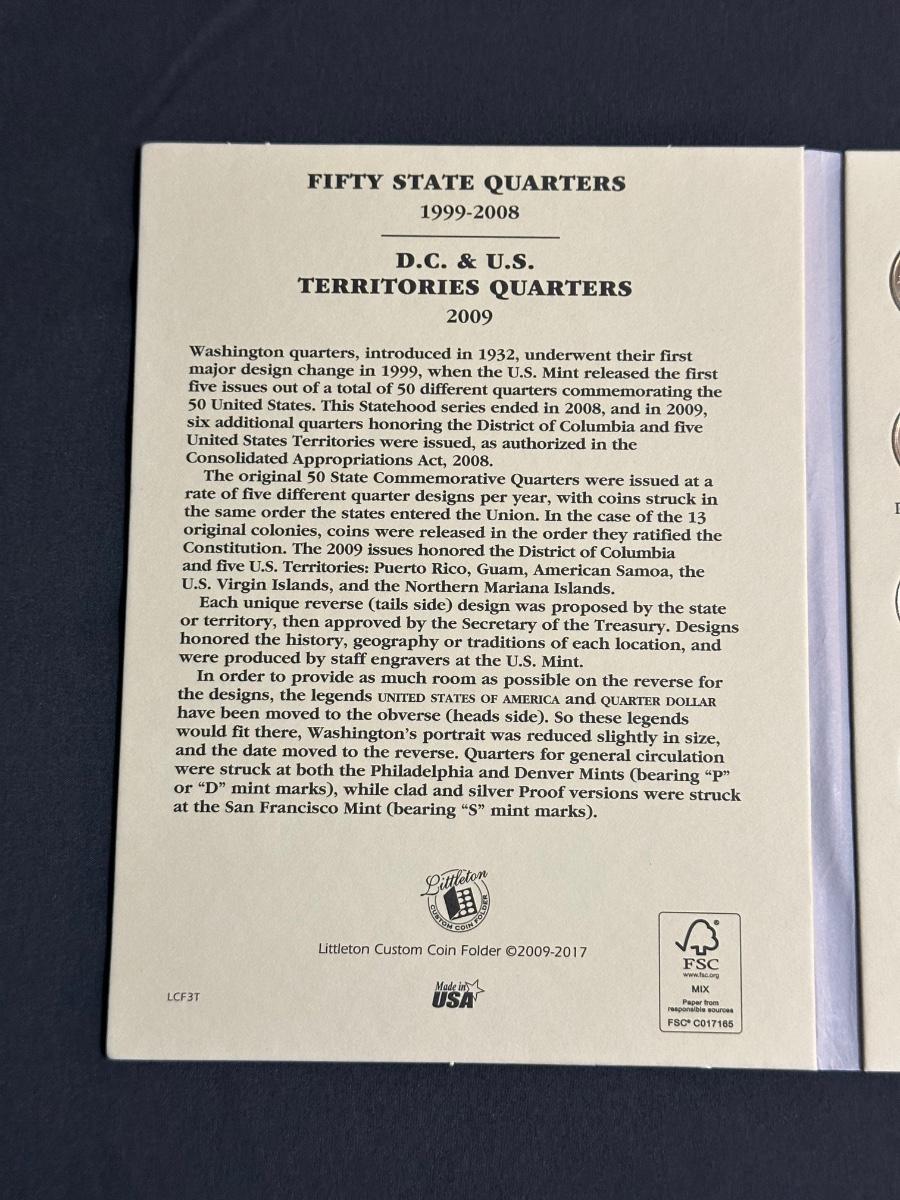 FIFTY STATE QUARTERS
1999-2008
D.C. & U.S.
TERRITORIES QUARTERS
2009
Washington quarters, introduced in 1932, underwent their first
major design change in 1999, when the U.S. Mint released the first
five issues out of a total of 50 different quarters commemorating the
50 United States. This Statehood series ended in 2008, and in 2009,
six additional quarters honoring the District of Columbia and five
United States Territories were issued, as authorized in the
Consolidated Appropriations Act, 2008.
The original 50 State Commemorative Quarters were issued at a
rate of five different quarter designs per year, with coins struck in
the same order the states entered the Union. In the case of the 13
original colonies, coins were released in the order they ratified the
Constitution. The 2009 issues honored the District of Columbia
and five U.S. Territories: Puerto Rico, Guam, American Samoa, the
U.S. Virgin Islands, and the Northern Mariana Islands.
Each unique reverse (tails side) design was proposed by the state
or territory, then approved by the Secretary of the Treasury. Designs
honored the history, geography or traditions of each location, and
were produced by staff engravers at the U.S. Mint.
In order to provide as much room as possible on the reverse for
the designs, the legends UNITED STATES OF AMERICA and QUARTER DOLLAR
have been moved to the obverse (heads side). So these legends
would fit there, Washington's portrait was reduced slightly in size,
and the date moved to the reverse. Quarters for general circulation
were struck at both the Philadelphia and Denver Mints (bearing “P”
or “D” mint marks), while clad and silver Proof versions were struck
at the San Francisco Mint (bearing “S” mint marks).
Littleton
CUSTOM COIN FOLDER
Littleton Custom Coin Folder ©2009-2017
Made in
USA
LCF3T
®
FSC
www.fsc.org
MIX
Paper from
responsible sources
FSC® C017165